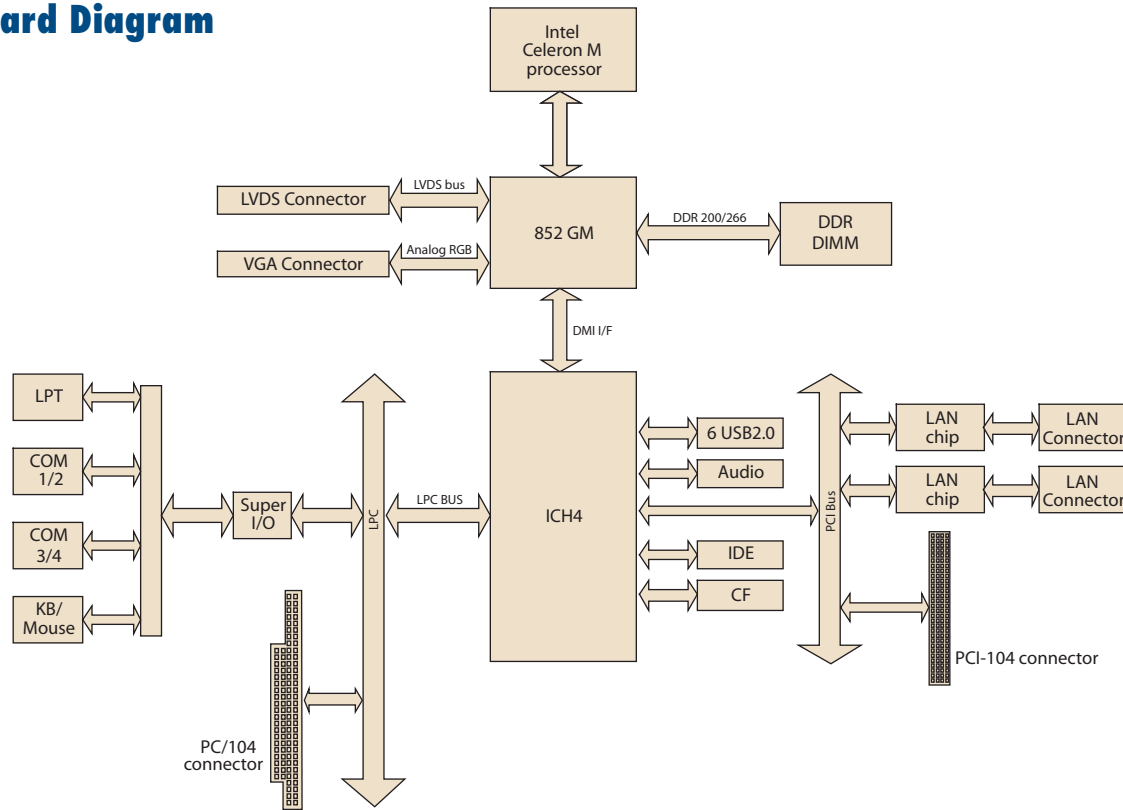 ard Diagram
Intel
Celeron M
processor
LVDS Connector
LVDS bus
852 GM
DDR 200/266
DDR
DIMM
VGA Connector
Analog RGB
DMI I/F
LPT
COM
1/2
COM
3/4
KB/
Mouse
Super
I/O
LPC
LPC BUS
ICH4
6 USB2.0
Audio
IDE
CF
PCI Bus
LAN
chip
LAN
Connector
LAN
chip
LAN
Connector
PCI-104 connector
PC/104
connector